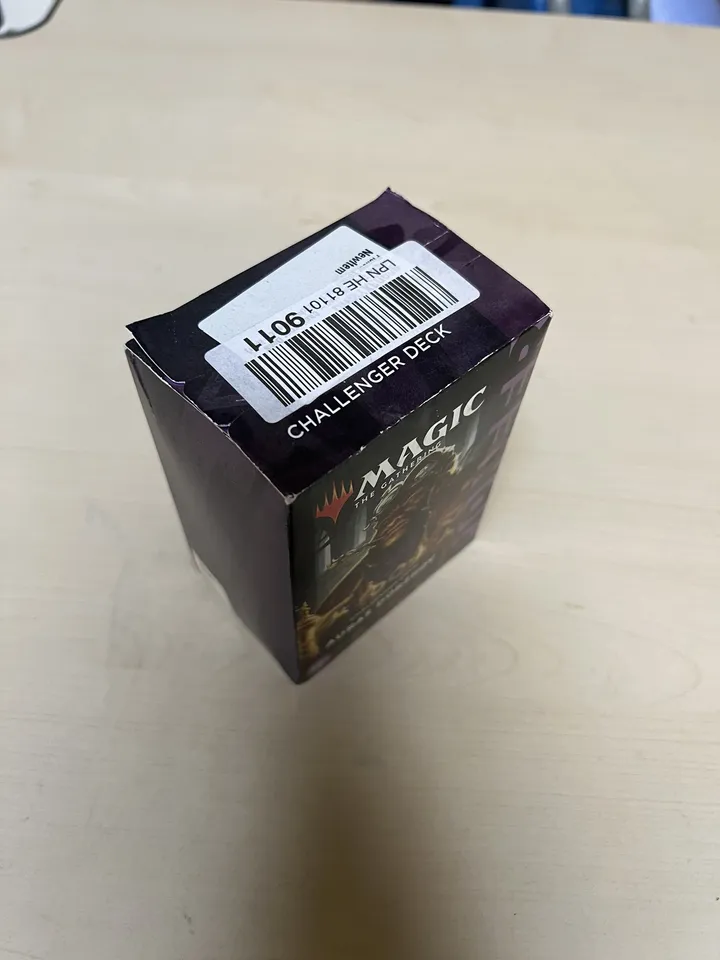 NewItem
LPN HE 81101 9011
CHALLENGER DECK
MAGIC
THE GATHERING